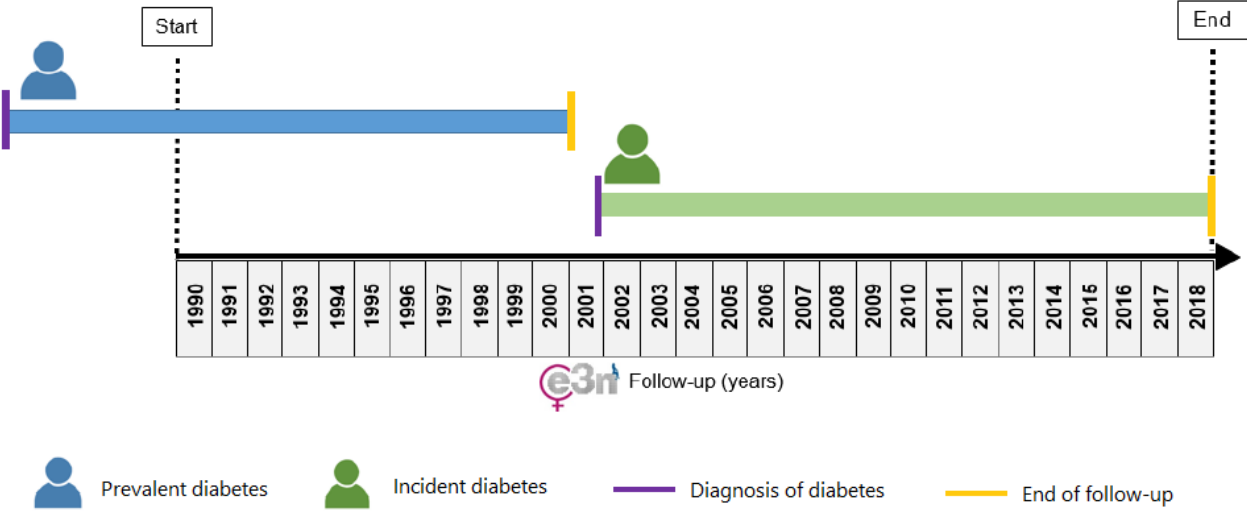 Start
End
1990 1991 1992 1993 1994 1995 1996 1997 1998 1999 2000 2001 2002 2003 2004 2005 2006 2007 2008 2009 2010 2011 2012 2013 2014 2015 2016 2017 2018
e3n Follow-up (years)
Prevalent diabetes
Incident diabetes
Diagnosis of diabetes
End of follow-up